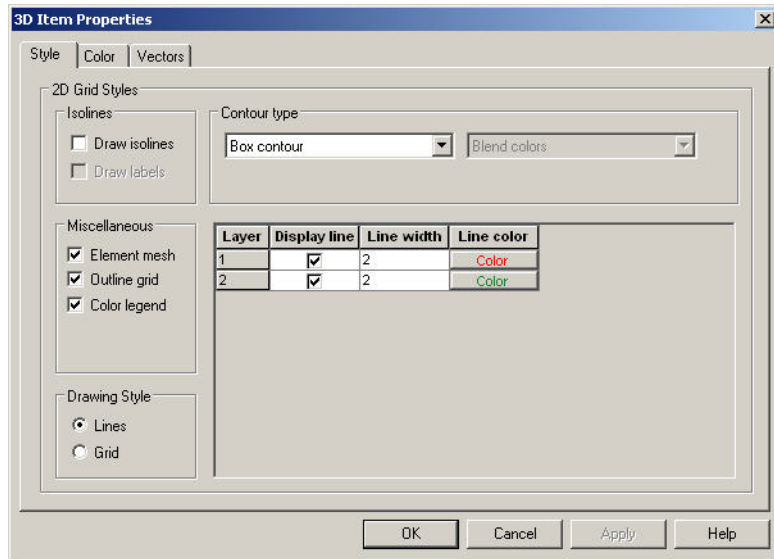 3D Item Properties
Style Color Vectors
2D Grid Styles
Isolines
Draw isolines
Draw labels
Contour type
Box contour
Blend colors
Miscellaneous
Element mesh
Outline grid
Color legend
Layer Display line Line width Line color
1 2 Color
2 2 Color
Drawing Style
Lines
Grid
OK Cancel Apply Help